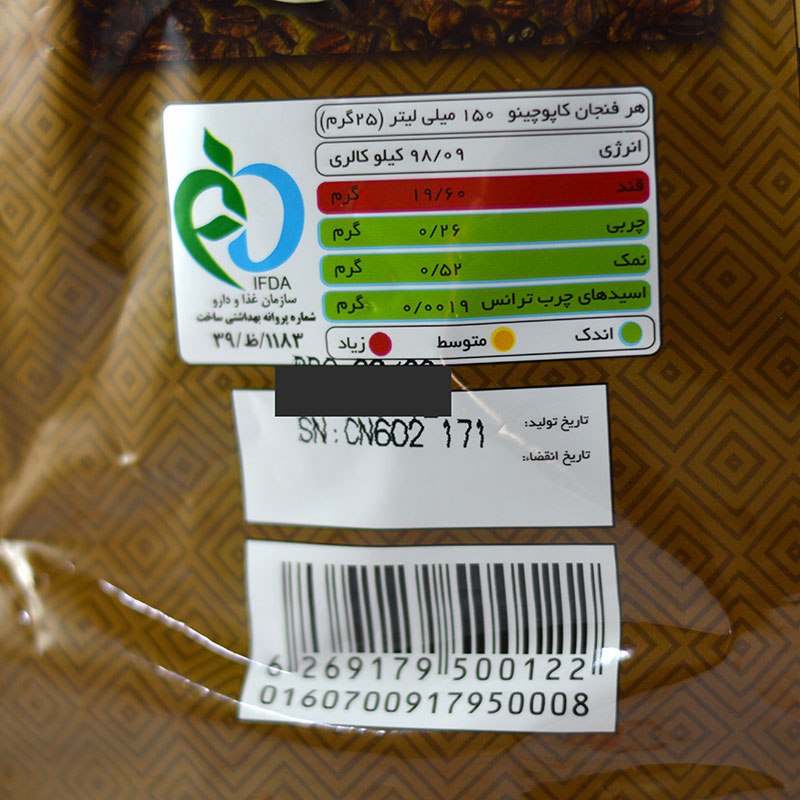 هر فنجان کاپوچینو ۱۵۰ میلی لیتر (۲۵گرم)
انرژی ۹۸/۰۹ کیلو کالری
قند ۱۹/۶۰ گرم
چربی ۰/۲۶ گرم
نمک ۰/۵۲ گرم
اسیدهای چرب ترانس ۰/۰۰۱۹ گرم
اندک متوسط زیاد
IFDA
سازمان غذا و دارو
شماره پروانه بهداشتی ساخت
۳۹/ظ/۱۱۸۳
تاریخ تولید:
SN:CN602 171
تاریخ انقضاء:
6 269179 500122
0160700917950008